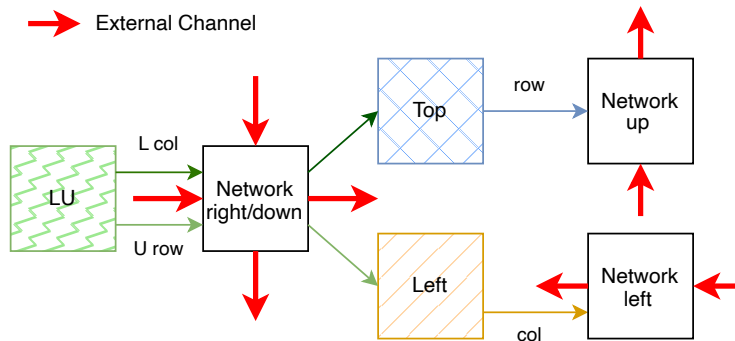 External Channel
L col
LU
U row
Network
right/down
Top
row
Network
up
Left
col
Network
left